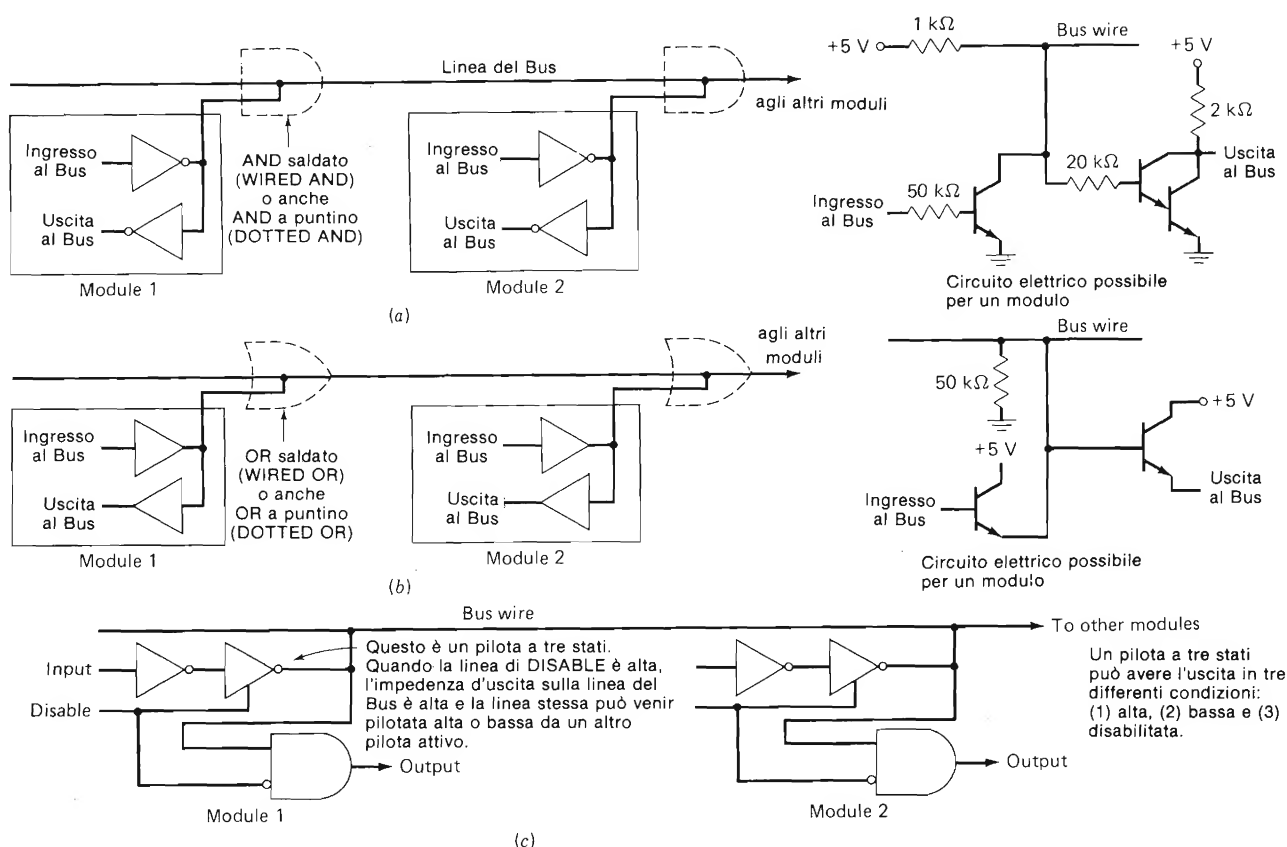 1 kΩ
Bus wire
+5 V
+5 V
Linea del Bus
agli altri moduli
2 kΩ
Ingresso
al Bus
Uscita
al Bus
AND saldato
(WIRED AND)
o anche
AND a puntino
(DOTTED AND)
Ingresso
al Bus
Uscita
al Bus
20 kΩ
Uscita
al Bus
Ingresso
al Bus
50 kΩ
Module 1
Module 2
Circuito elettrico possibile
per un modulo
(a)
agli altri
moduli
Bus wire
50 kΩ
+5 V
+5 V
Ingresso
al Bus
Uscita
al Bus
OR saldato
(WIRED OR)
o anche
OR a puntino
(DOTTED OR)
Ingresso
al Bus
Uscita
al Bus
Ingresso
al Bus
Uscita
al Bus
Module 1
Module 2
Circuito elettrico possibile
per un modulo
(b)
Bus wire
To other modules
Input
Disable
Questo è un pilota a tre stati.
Quando la linea di DISABLE è alta,
l'impedenza d'uscita sulla linea del
Bus è alta e la linea stessa può venir
pilotata alta o bassa da un altro
pilota attivo.
Un pilota a tre stati
può avere l'uscita in tre
differenti condizioni:
(1) alta, (2) bassa e (3)
disabilitata.
Output
Output
Module 1
Module 2
(c)